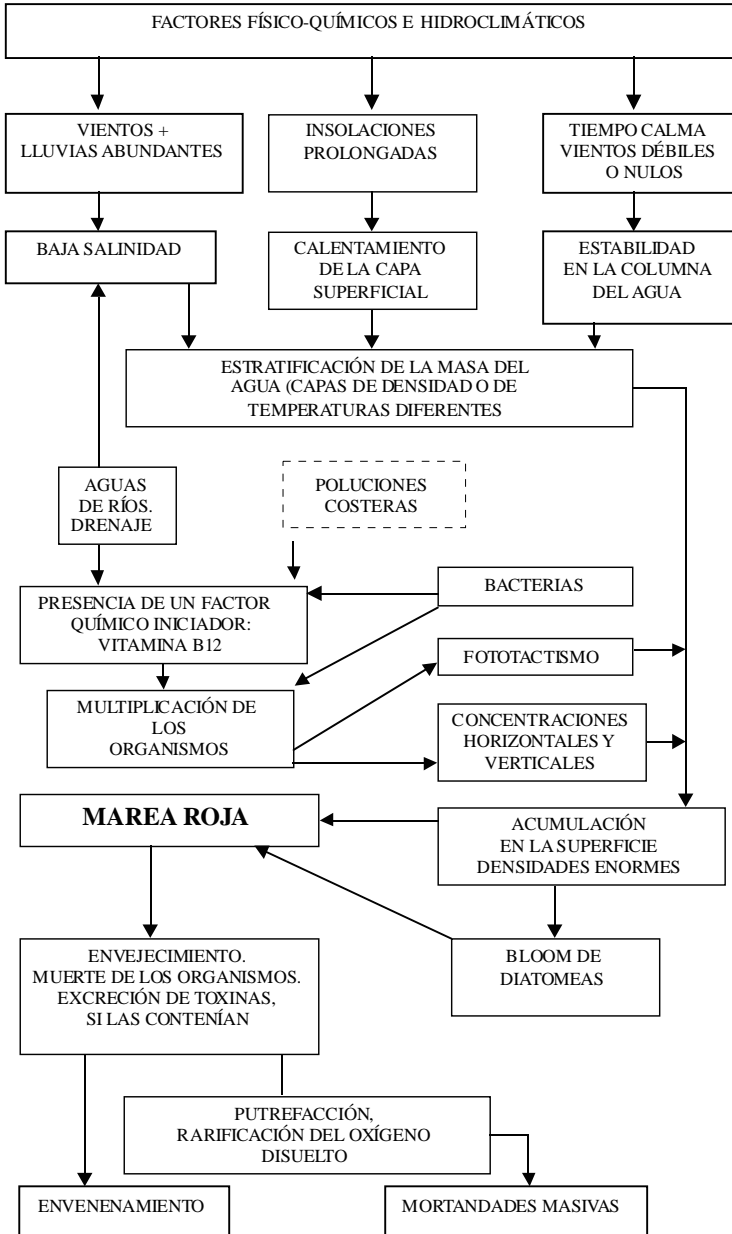 FACTORES FÍSICO-QUÍMICOS E HIDROCLIMÁTICOS
VIENTOS +
LLUVIAS ABUNDANTES
INSOLACIONES
PROLONGADAS
TIEMPO CALMA
VIENTOS DÉBILES
O NULOS
BAJA SALINIDAD
CALENTAMIENTO
DE LA CAPA
SUPERFICIAL
ESTABILIDAD
EN LA COLUMNA
DEL AGUA
ESTRATIFICACIÓN DE LA MASA DEL
AGUA (CAPAS DE DENSIDAD O DE
TEMPERATURAS DIFERENTES
AGUAS
DE RÍOS.
DRENAJE
POLUCIONES
COSTERAS
PRESENCIA DE UN FACTOR
QUÍMICO INICIADOR:
VITAMINA B12
BACTERIAS
FOTOTACTISMO
MULTIPLICACIÓN DE
LOS
ORGANISMOS
CONCENTRACIONES
HORIZONTALES Y
VERTICALES
MAREA ROJA
ACUMULACIÓN
EN LA SUPERFICIE
DENSIDADES ENORMES
ENVEJECIMIENTO.
MUERTE DE LOS ORGANISMOS.
EXCRECIÓN DE TOXINAS,
SI LAS CONTENÍAN
BLOOM DE
DIATOMEAS
PUTREFACCIÓN,
RARIFICACIÓN DEL OXÍGENO
DISUELTO
ENVENENAMIENTO
MORTANDADES MASIVAS